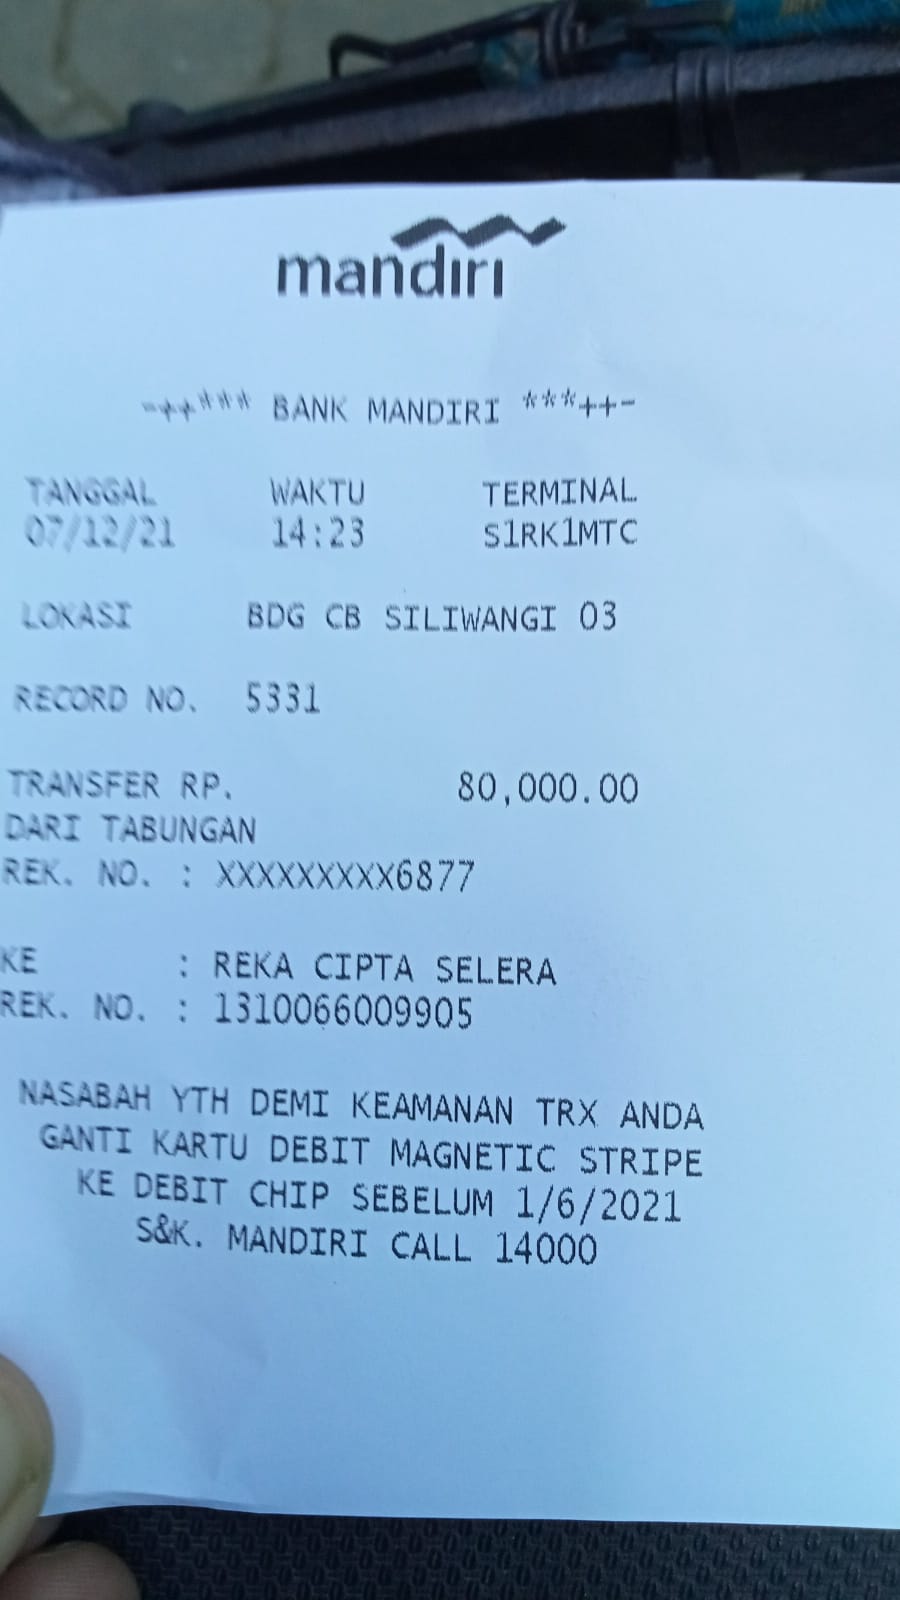 mandiri
-++*** BANK MANDIRI ***++-
TANGGAL WAKTU TERMINAL
07/12/21 14:23 S1RK1MTC
LOKASI BDG CB SILIWANGI 03
RECORD NO. 5331
TRANSFER RP. 80,000.00
DARI TABUNGAN
REK. NO. : XXXXXXXXX6877
KE : REKA CIPTA SELERA
REK. NO. : 1310066009905
NASABAH YTH DEMI KEAMANAN TRX ANDA
GANTI KARTU DEBIT MAGNETIC STRIPE
KE DEBIT CHIP SEBELUM 1/6/2021
S&K. MANDIRI CALL 14000